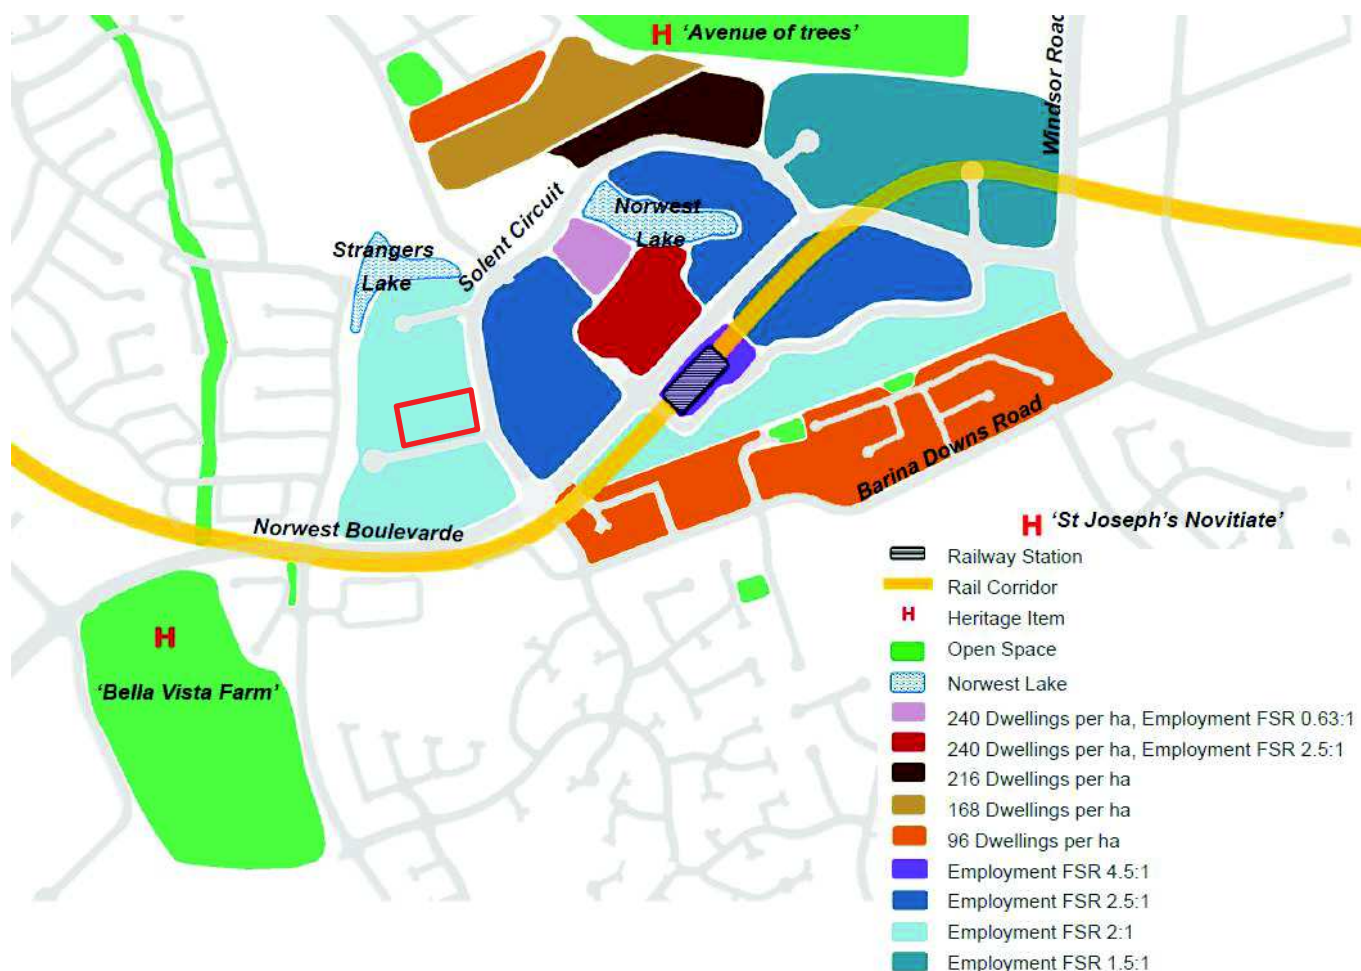 H 'Avenue of trees'
Windsor Road
Solent Circuit
Norwest
Lake
Strangers
Lake
Barina Downs Road
Norwest Boulevarde
H 'St Joseph's Novitiate'
H
'Bella Vista Farm'
Railway Station
Rail Corridor
H Heritage Item
Open Space
Norwest Lake
240 Dwellings per ha, Employment FSR 0.63:1
240 Dwellings per ha, Employment FSR 2.5:1
216 Dwellings per ha
168 Dwellings per ha
96 Dwellings per ha
Employment FSR 4.5:1
Employment FSR 2.5:1
Employment FSR 2:1
Employment FSR 1.5:1